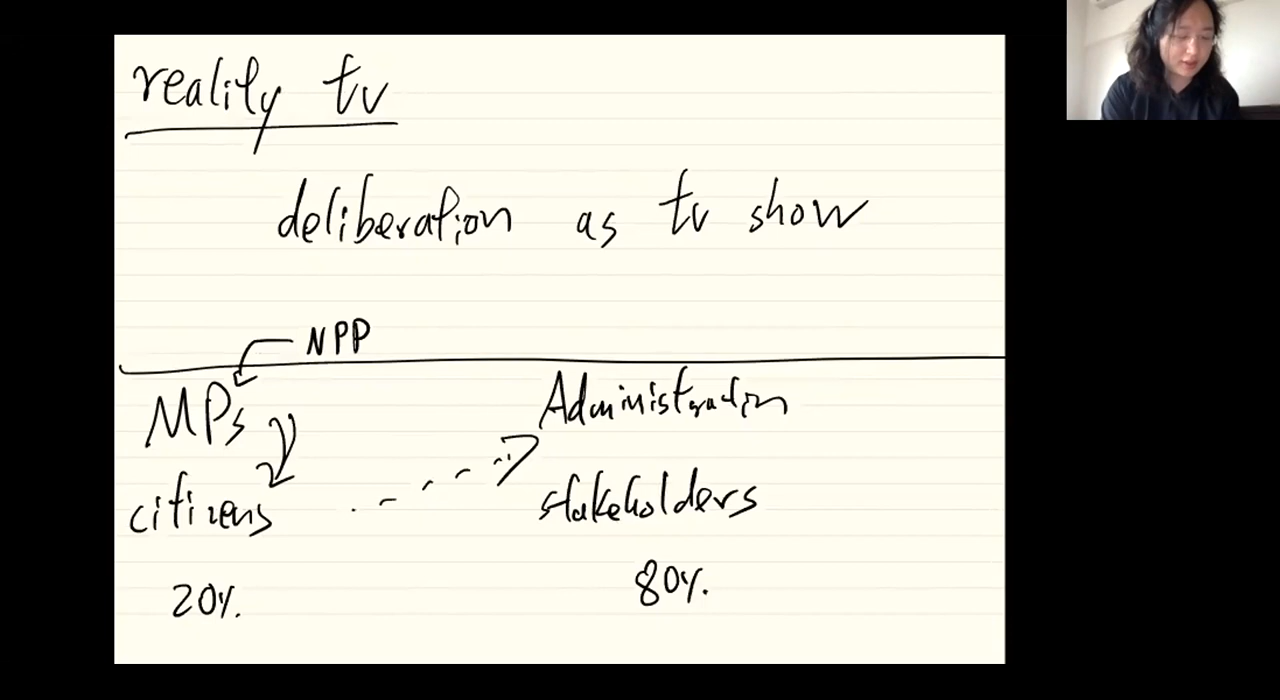 reality tv
deliberation as tv show
NPP
MPs
Administration
citizens
stakeholders
20%
80%